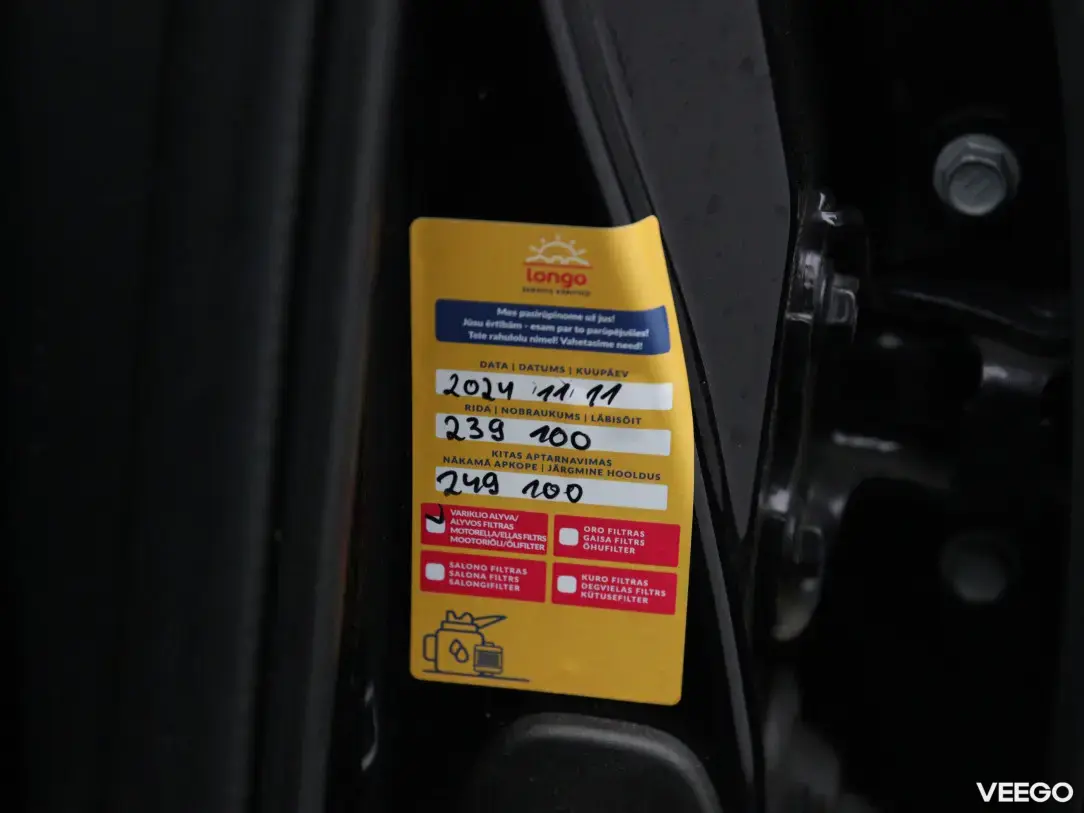 longo
Mes pasirūpinome už jus!
Jūsu ērtībām - esam par to parūpējušies!
Teie rahulolu nimel! Vahetasime need!
DATA | DATUMS | KUUPÄEV
2024 11 11
RIDA | NOBRAUKUMS | LÄBISÕIT
239 100
KITAS APTARNAVIMAS
NĀKAMĀ APKOPE | JÄRGMINE HOOLDUS
249 100
VARIKLIO ALYVA/
ALYVOS FILTRAS
MOTORELLA/ELLAS FILTRS
MOOTORIÕLI/ÕLIFILTER
ORO FILTRAS
GAISA FILTRS
ÕHUFILTER
SALONO FILTRAS
SALONA FILTRS
SALONGIFILTER
KURO FILTRAS
DEGVIELAS FILTRS
KÜTUSEFILTER
VEEGO